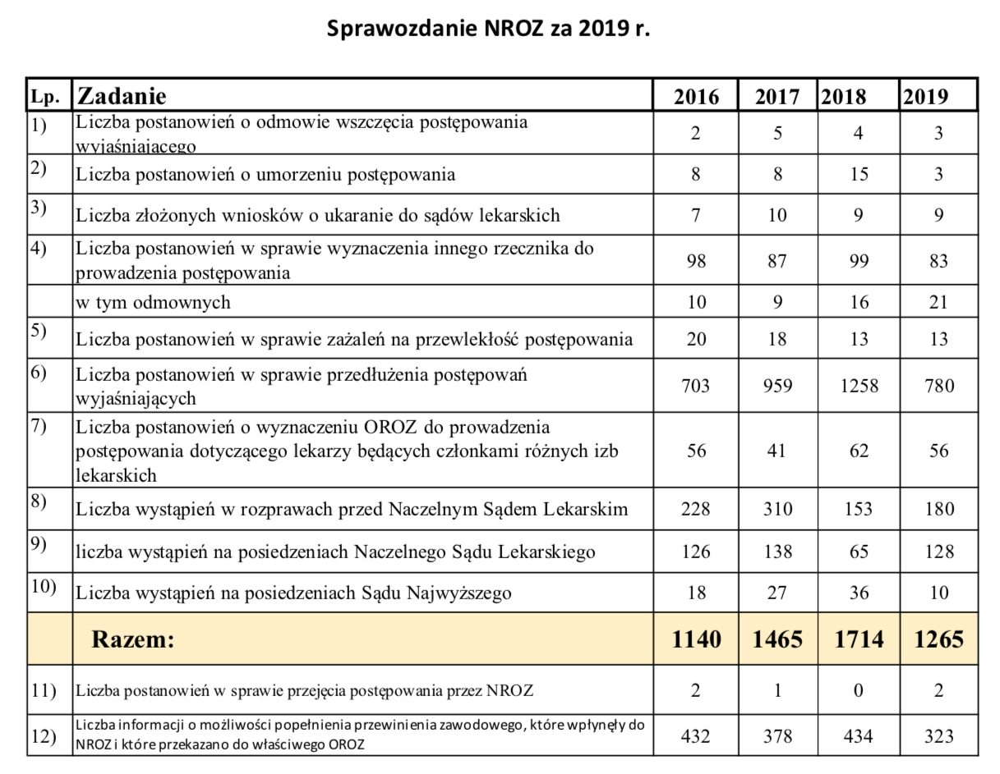 Sprawozdanie NROZ za 2019 r.
Lp. Zadanie 2016 2017 2018 2019
1) Liczba postanowień o odmowie wszczęcia postępowania
wyjaśniającego 2 5 4 3
2) Liczba postanowień o umorzeniu postępowania 8 8 15 3
3) Liczba złożonych wniosków o ukaranie do sądów lekarskich 7 10 9 9
4) Liczba postanowień w sprawie wyznaczenia innego rzecznika do
prowadzenia postępowania 98 87 99 83
w tym odmownych 10 9 16 21
5) Liczba postanowień w sprawie zażaleń na przewlekłość postępowania 20 18 13 13
6) Liczba postanowień w sprawie przedłużenia postępowań
wyjaśniających 703 959 1258 780
7) Liczba postanowień o wyznaczeniu OROZ do prowadzenia
postępowania dotyczącego lekarzy będących członkami różnych izb
lekarskich 56 41 62 56
8) Liczba wystąpień w rozprawach przed Naczelnym Sądem Lekarskim 228 310 153 180
9) liczba wystąpień na posiedzeniach Naczelnego Sądu Lekarskiego 126 138 65 128
10) Liczba wystąpień na posiedzeniach Sądu Najwyższego 18 27 36 10
Razem: 1140 1465 1714 1265
11) Liczba postanowień w sprawie przejęcia postępowania przez NROZ 2 1 0 2
12) Liczba informacji o możliwości popełnienia przewinienia zawodowego, które wpłynęły do
NROZ i które przekazano do właściwego OROZ 432 378 434 323